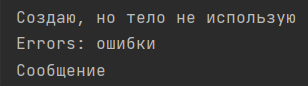 Создаю, но тело не использую
Errors: ошибки
Сообщение